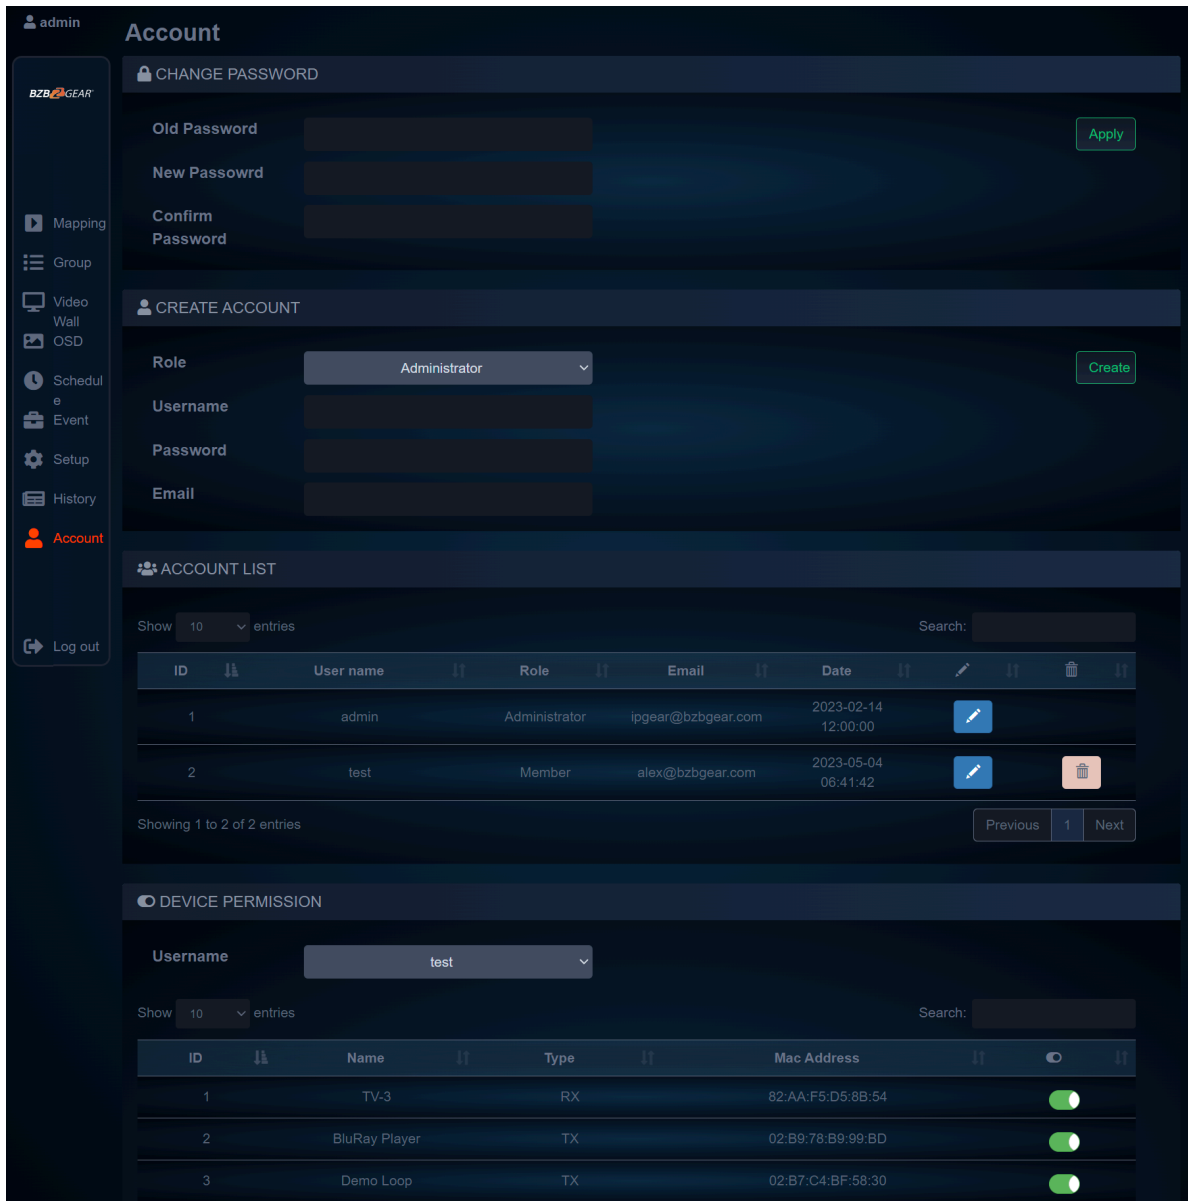 admin
Account
BZBGEAR
CHANGE PASSWORD
Old Password
Apply
New Passowrd
Confirm
Password
Mapping
Group
Video
Wall
OSD
Schedul
e
Event
Setup
History
Account
Log out
CREATE ACCOUNT
Role Administrator
Create
Username
Password
Email
ACCOUNT LIST
Show 10 entries Search:
ID User name Role Email Date
1 admin Administrator ipgear@bzbgear.com 2023-02-14
12:00:00
2 test Member alex@bzbgear.com 2023-05-04
06:41:42
Showing 1 to 2 of 2 entries Previous 1 Next
DEVICE PERMISSION
Username test
Show 10 entries Search:
ID Name Type Mac Address
1 TV-3 RX 82:AA:F5:D5:8B:54
2 BluRay Player TX 02:B9:78:B9:99:BD
3 Demo Loop TX 02:B7:C4:BF:58:30